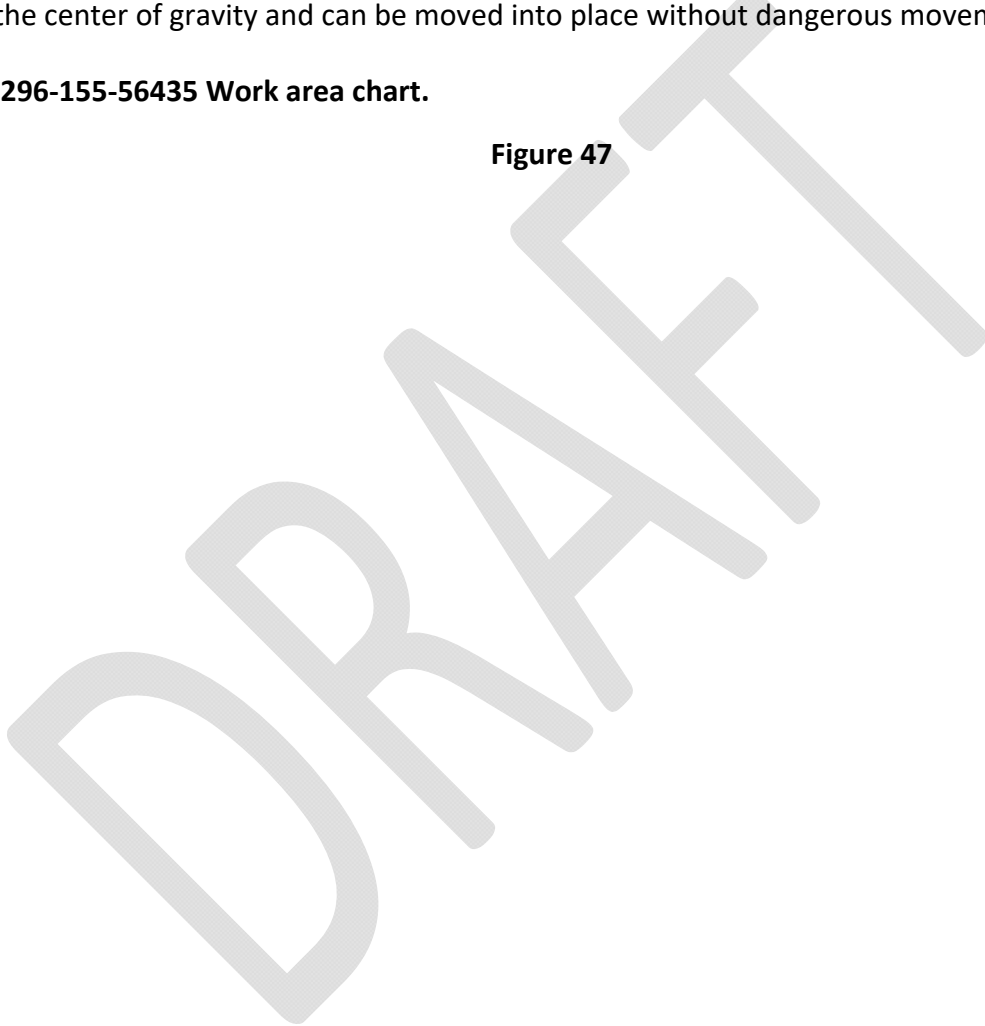 the center of gravity and can be moved into place without dangerous movem
296-155-56435 Work area chart.
Figure 47
DRAFT